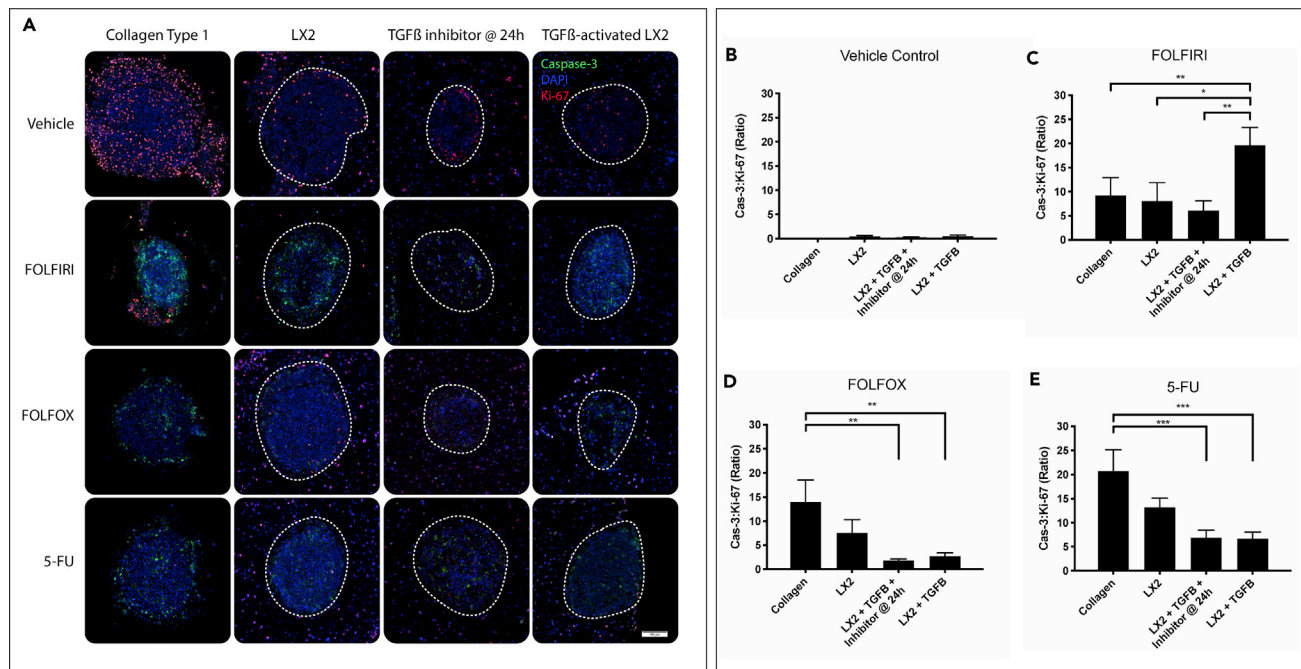 A
Collagen Type 1
LX2
TGFß inhibitor @ 24h
TGFß-activated LX2
Caspase-3
DAPI
Ki-67
Vehicle
FOLFIRI
FOLFOX
5-FU
B
Vehicle Control
Cas-3:Ki-67 (Ratio)
30
25
20
15
10
5
0
Collagen
LX2
LX2 + TGFB +
Inhibitor @ 24h
LX2 + TGFB
C
FOLFIRI
**
*
**
Cas-3:Ki-67 (Ratio)
30
25
20
15
10
5
0
Collagen
LX2
LX2 + TGFB +
Inhibitor @ 24h
LX2 + TGFB
D
FOLFOX
**
**
Cas-3:Ki-67 (Ratio)
30
25
20
15
10
5
0
Collagen
LX2
LX2 + TGFB +
Inhibitor @ 24h
LX2 + TGFB
E
5-FU
***
***
Cas-3:Ki-67 (Ratio)
30
25
20
15
10
5
0
Collagen
LX2
LX2 + TGFB +
Inhibitor @ 24h
LX2 + TGFB